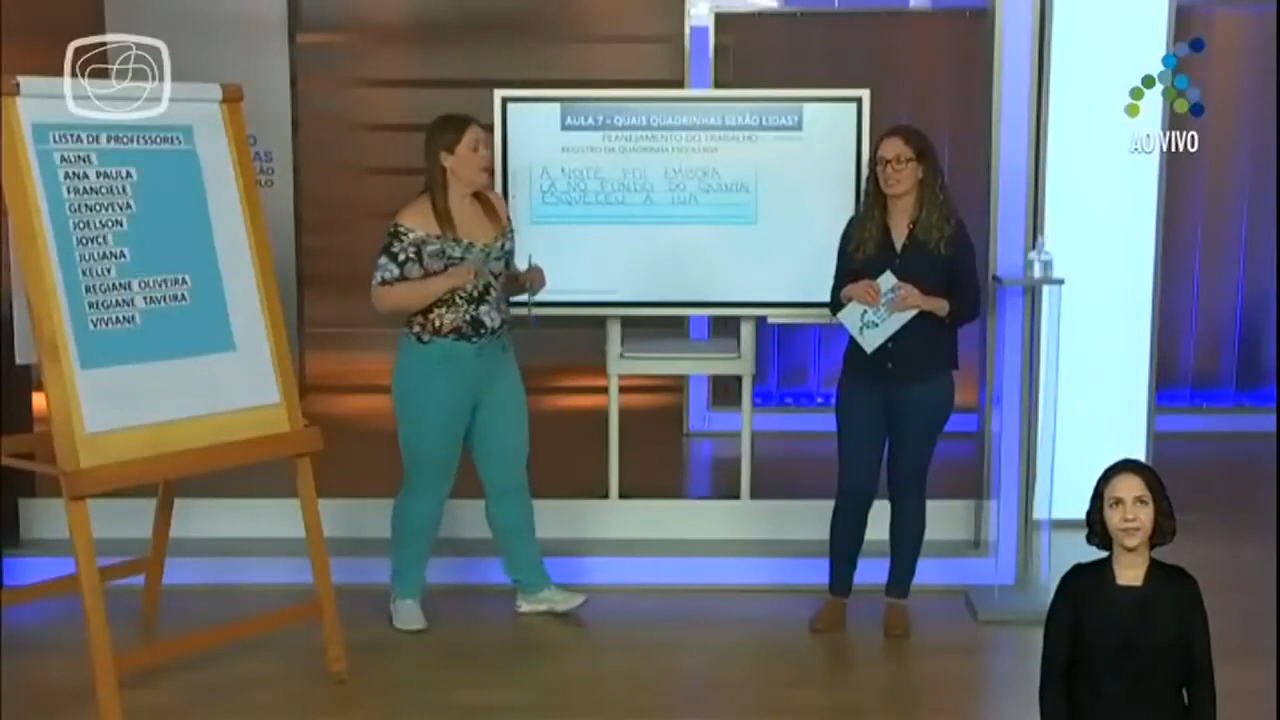 LISTA DE PROFESSORES
ALINE
ANA PAULA
FRANCIELE
GENOVEVA
JOELSON
JOYCE
JULIANA
KELLY
REGIANE OLIVEIRA
REGIANE TAVEIRA
VIVIANE
AULA 7 – QUAIS QUADRINHAS SERÃO LIDAS?
PLANEJAMENTO DO TRABALHO
REGISTRO DA QUADRINHA ESCOLHIDA
A NOITE FOI EMBORA
LÁ NO FUNDO DO QUINTAL
ESQUECEU A LUA
AO VIVO